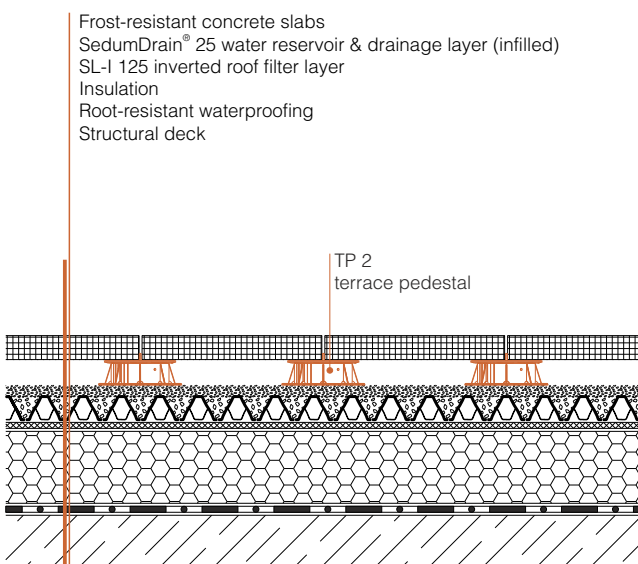 Frost-resistant concrete slabs
SedumDrain® 25 water reservoir & drainage layer (infilled)
SL-I 125 inverted roof filter layer
Insulation
Root-resistant waterproofing
Structural deck
TP 2
terrace pedestal